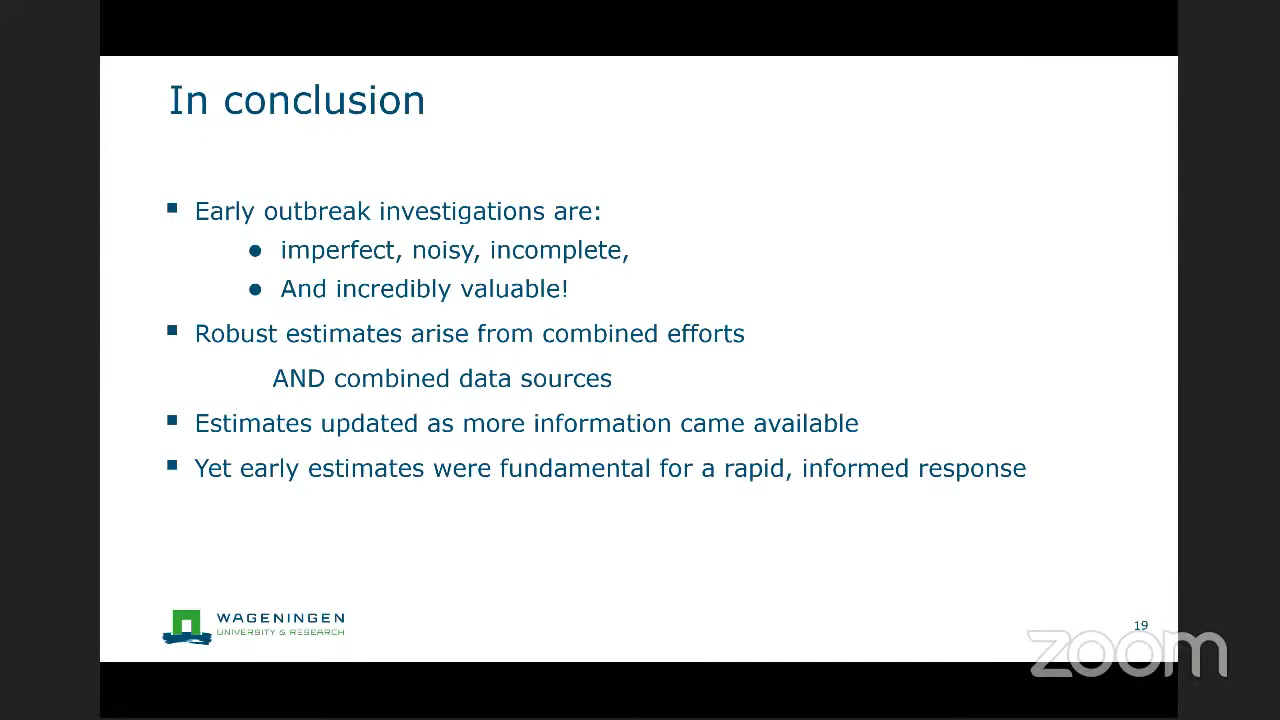 In conclusion
Early outbreak investigations are:
imperfect, noisy, incomplete,
And incredibly valuable!
Robust estimates arise from combined efforts
AND combined data sources
Estimates updated as more information came available
Yet early estimates were fundamental for a rapid, informed response
WAGENINGEN
UNIVERSITY & RESEARCH
19
zoom